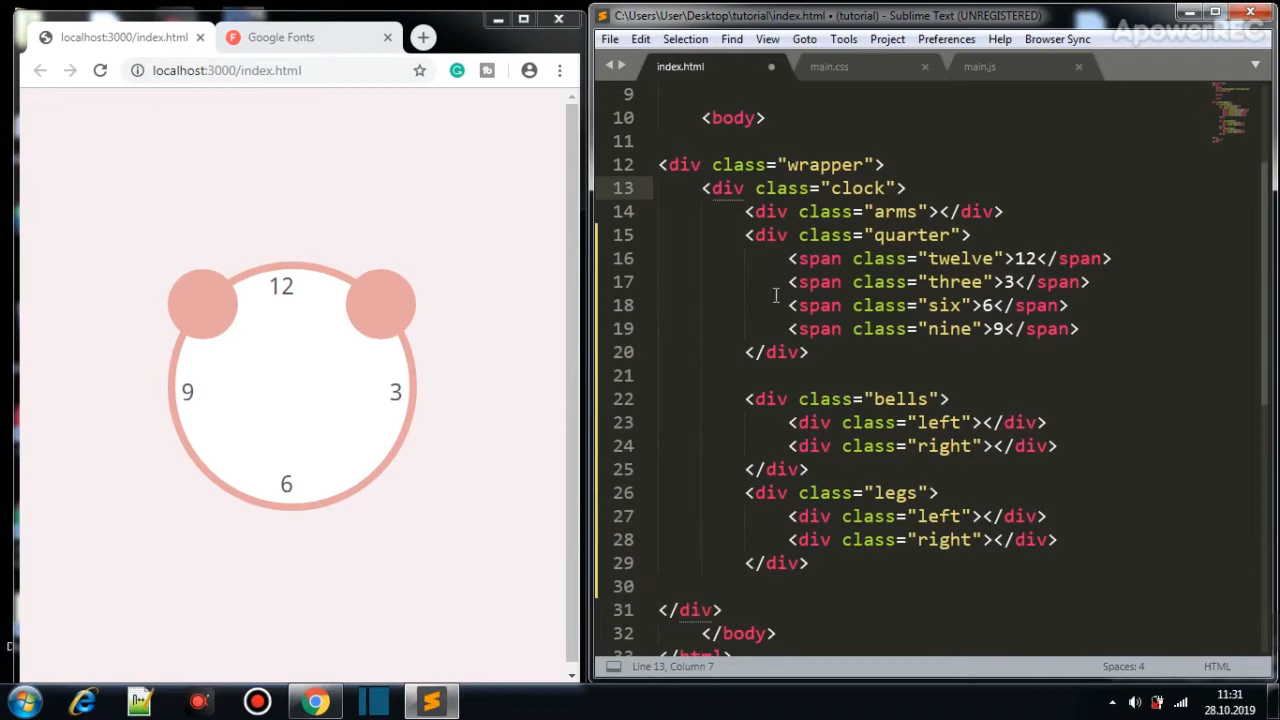 localhost:3000/index.html
Google Fonts
localhost:3000/index.html
12
9
3
6
C:\Users\User\Desktop\tutorial\index.html • (tutorial) - Sublime Text (UNREGISTERED)
ApowerREC
File Edit Selection Find View Goto Tools Project Preferences Help Browser Sync
index.html
main.css
main.js
9
10 <body>
11
12 <div class="wrapper">
13 <div class="clock">
14 <div class="arms"></div>
15 <div class="quarter">
16 <span class="twelve">12</span>
17 <span class="three">3</span>
18 <span class="six">6</span>
19 <span class="nine">9</span>
20 </div>
21
22 <div class="bells">
23 <div class="left"></div>
24 <div class="right"></div>
25 </div>
26 <div class="legs">
27 <div class="left"></div>
28 <div class="right"></div>
29 </div>
30
31 </div>
32 </body>
33 </html>
Line 13, Column 7
Spaces: 4
HTML
11:31
28.10.2019